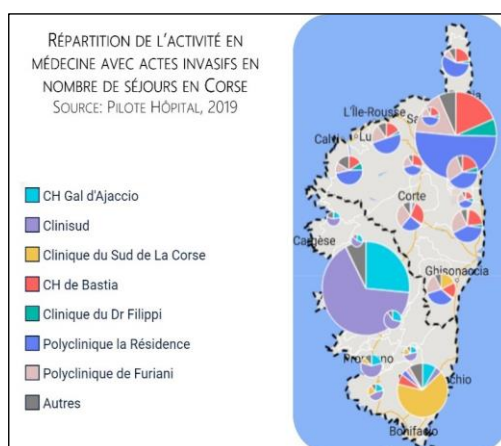 RÉPARTITION DE L'ACTIVITÉ EN
MÉDECINE AVEC ACTES INVASIFS EN
NOMBRE DE SÉJOURS EN CORSE
SOURCE: PILOTE HÔPITAL, 2019
CH Gal d'Ajaccio
Clinisud
Clinique du Sud de La Corse
CH de Bastia
Clinique du Dr Filippi
Polyclinique la Résidence
Polyclinique de Furiani
Autres
L'Île-Rousse
Corte
Ghisonaccia
Bonifacio